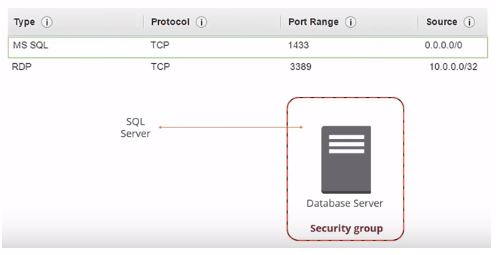 Type Protocol Port Range Source
MS SQL TCP 1433 0.0.0.0/0
RDP TCP 3389 10.0.0.0/32
SQL
Server
Database Server
Security group